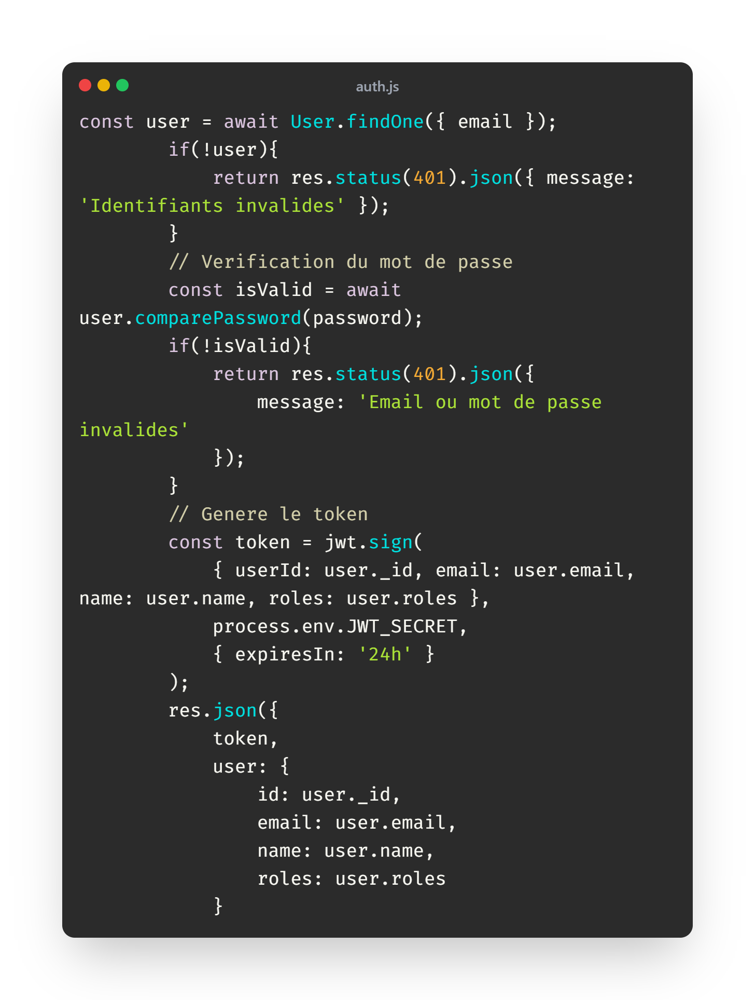 auth.js
const user = await User.findOne({ email });
        if(!user){
            return res.status(401).json({ message:
'Identifiants invalides' });
        }
        // Verification du mot de passe
        const isValid = await
user.comparePassword(password);
        if(!isValid){
            return res.status(401).json({
                message: 'Email ou mot de passe
invalides'
            });
        }
        // Genere le token
        const token = jwt.sign(
            { userId: user._id, email: user.email,
name: user.name, roles: user.roles },
            process.env.JWT_SECRET,
            { expiresIn: '24h' }
        );
        res.json({
            token,
            user: {
                id: user._id,
                email: user.email,
                name: user.name,
                roles: user.roles
            }